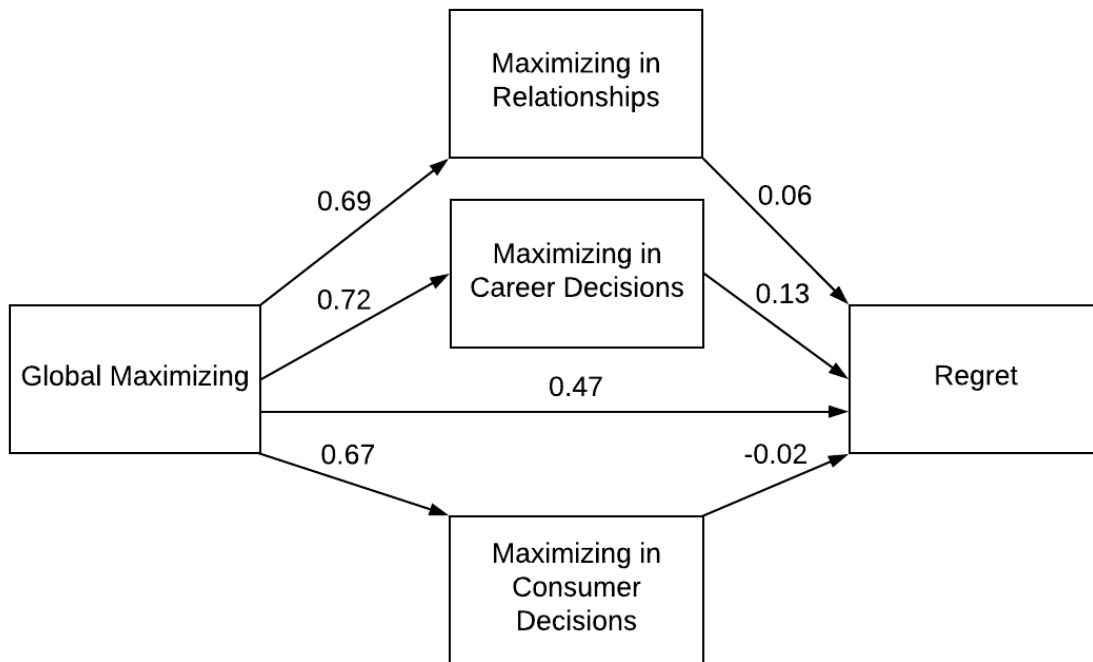 Maximizing in
Relationships
0.69
0.06
Maximizing in
Career Decisions
0.72
0.13
Global Maximizing
Regret
0.47
0.67
-0.02
Maximizing in
Consumer
Decisions